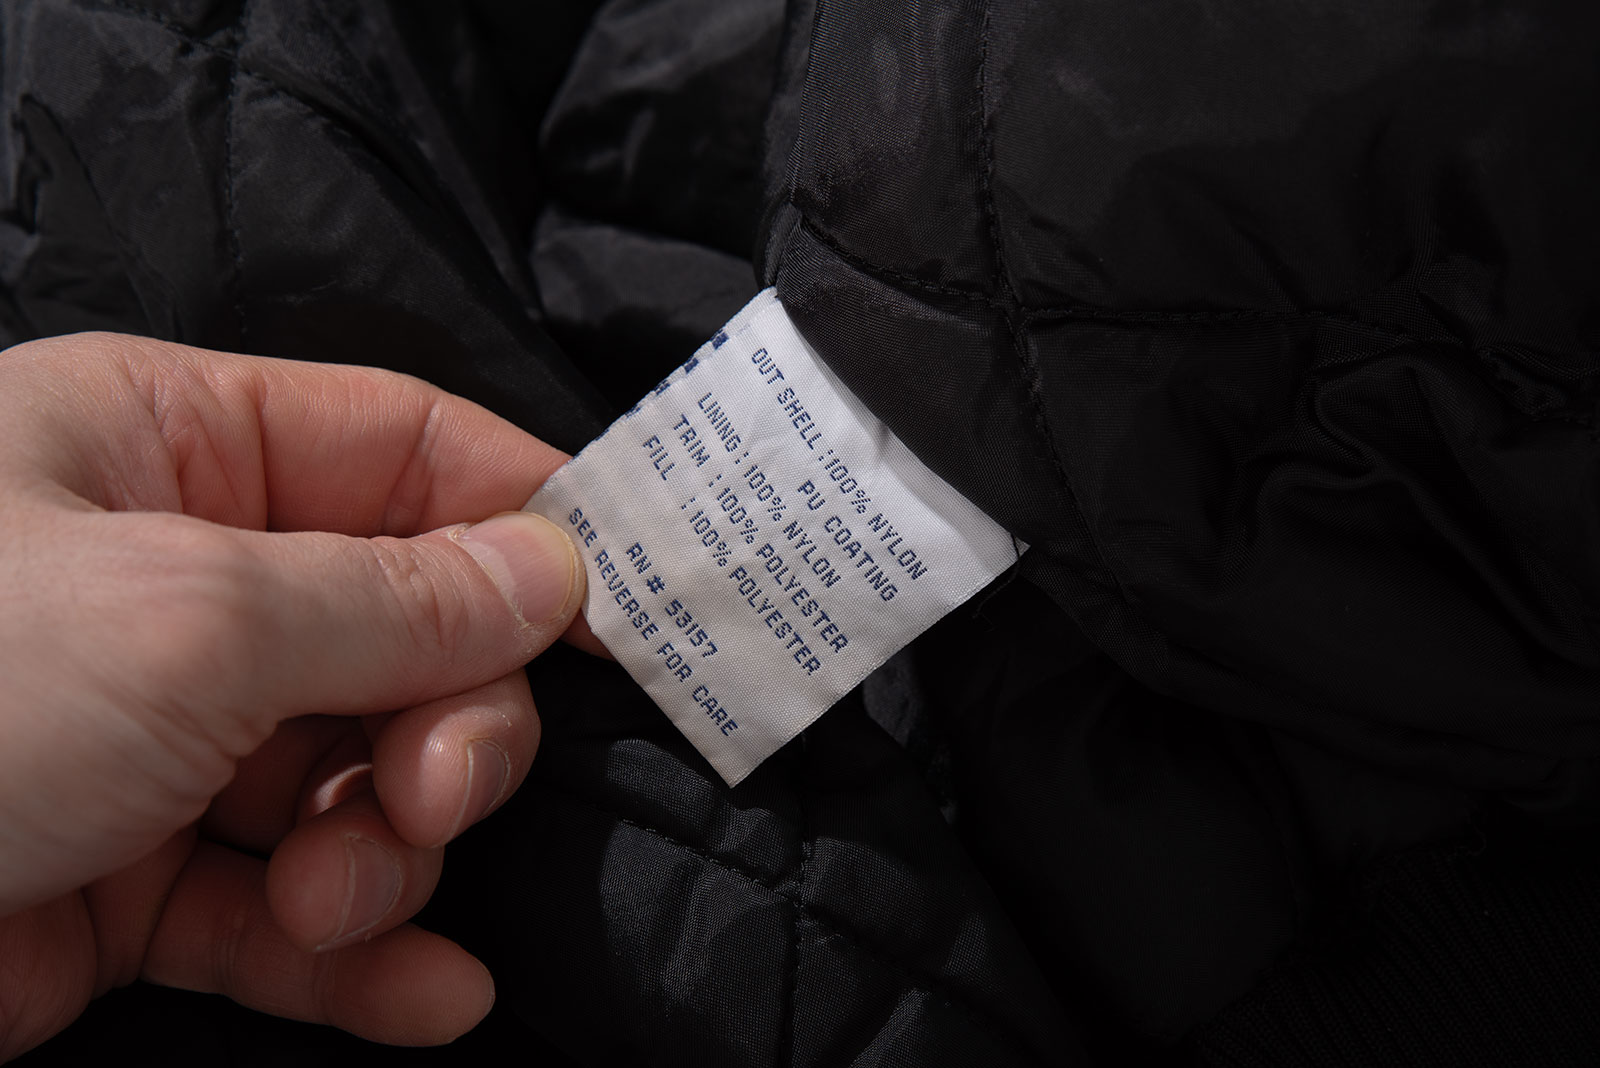 OUT SHELL : 100% NYLON
PU COATING
LINING : 100% NYLON
TRIM : 100% POLYESTER
FILL : 100% POLYESTER
RN # 53157
SEE REVERSE FOR CARE